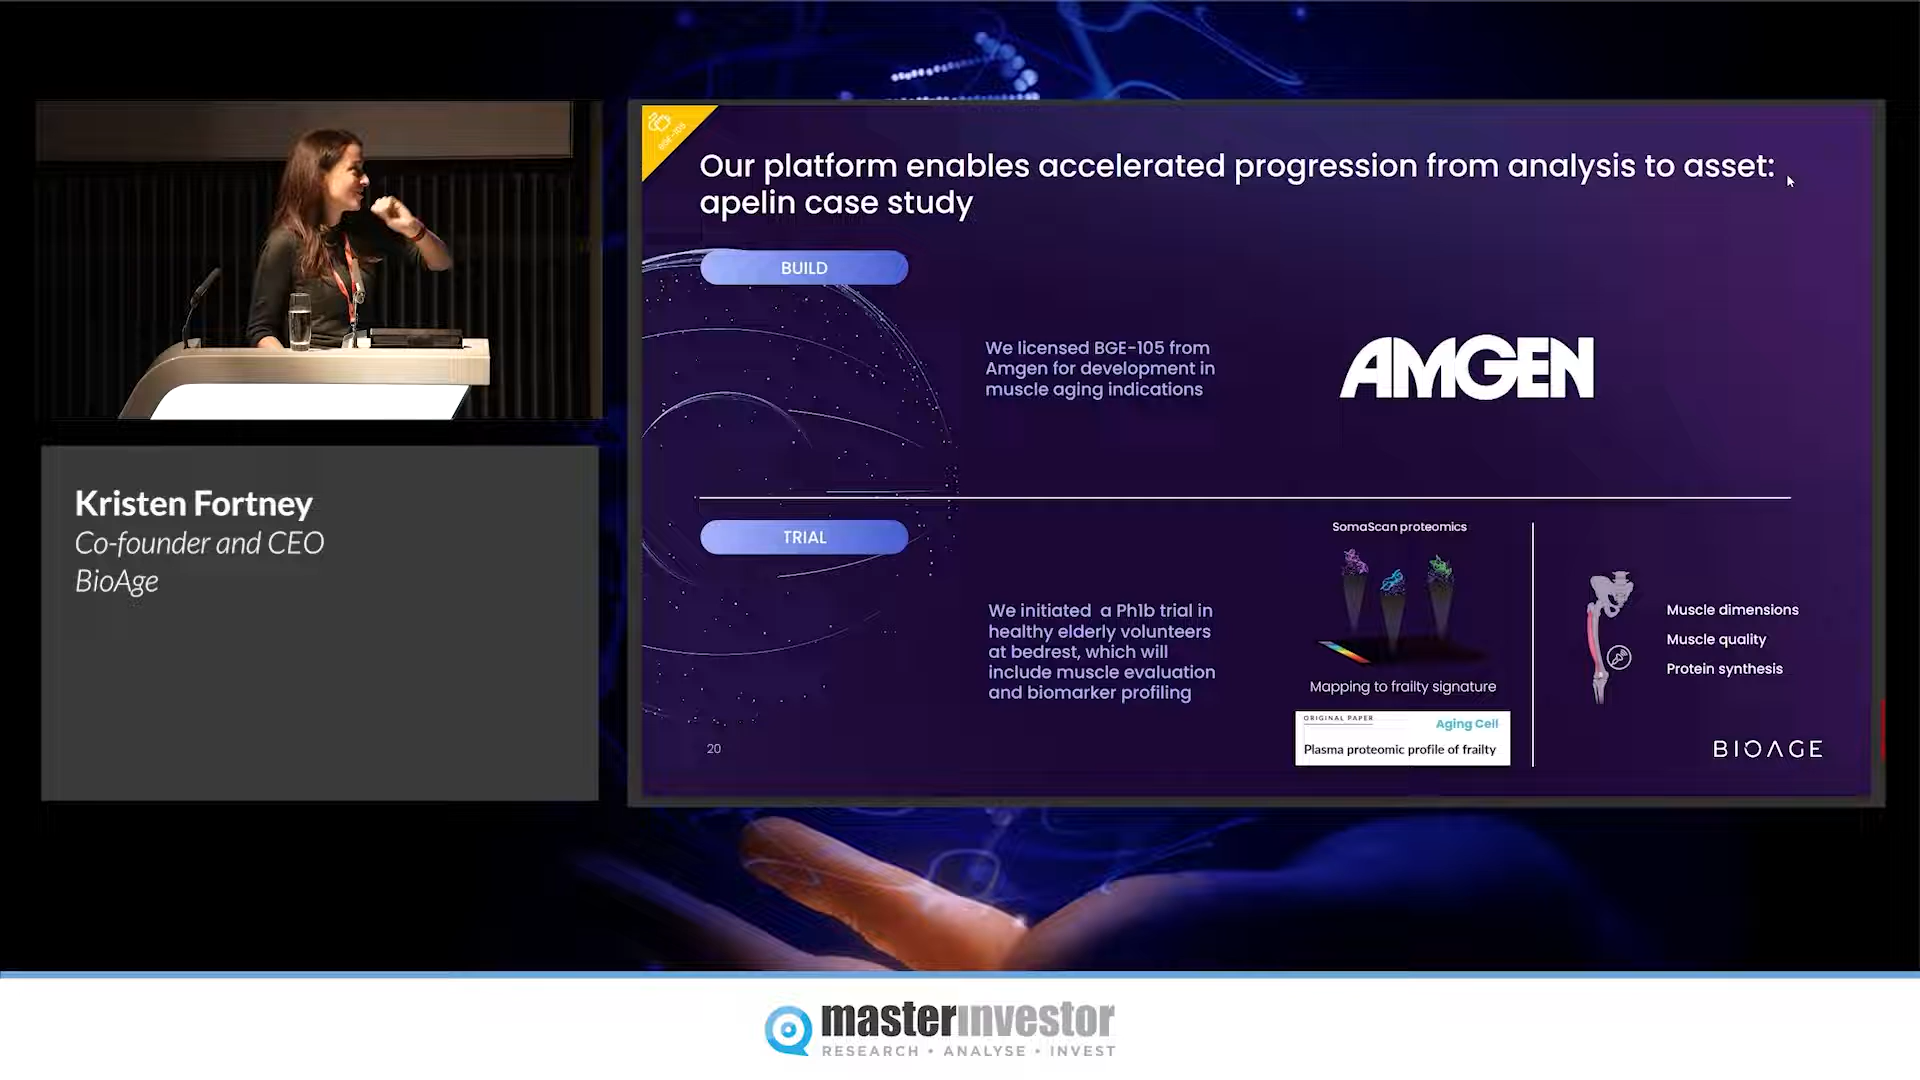 BGE-105
Our platform enables accelerated progression from analysis to asset:
apelin case study
BUILD
We licensed BGE-105 from
Amgen for development in
muscle aging indications
AMGEN
TRIAL
We initiated a Ph1b trial in
healthy elderly volunteers
at bedrest, which will
include muscle evaluation
and biomarker profiling
SomaScan proteomics
Mapping to frailty signature
ORIGINAL PAPER
Aging Cell
Plasma proteomic profile of frailty
Muscle dimensions
Muscle quality
Protein synthesis
20
BIOAGE
Kristen Fortney
Co-founder and CEO
BioAge
masterinvestor
RESEARCH • ANALYSE • INVEST